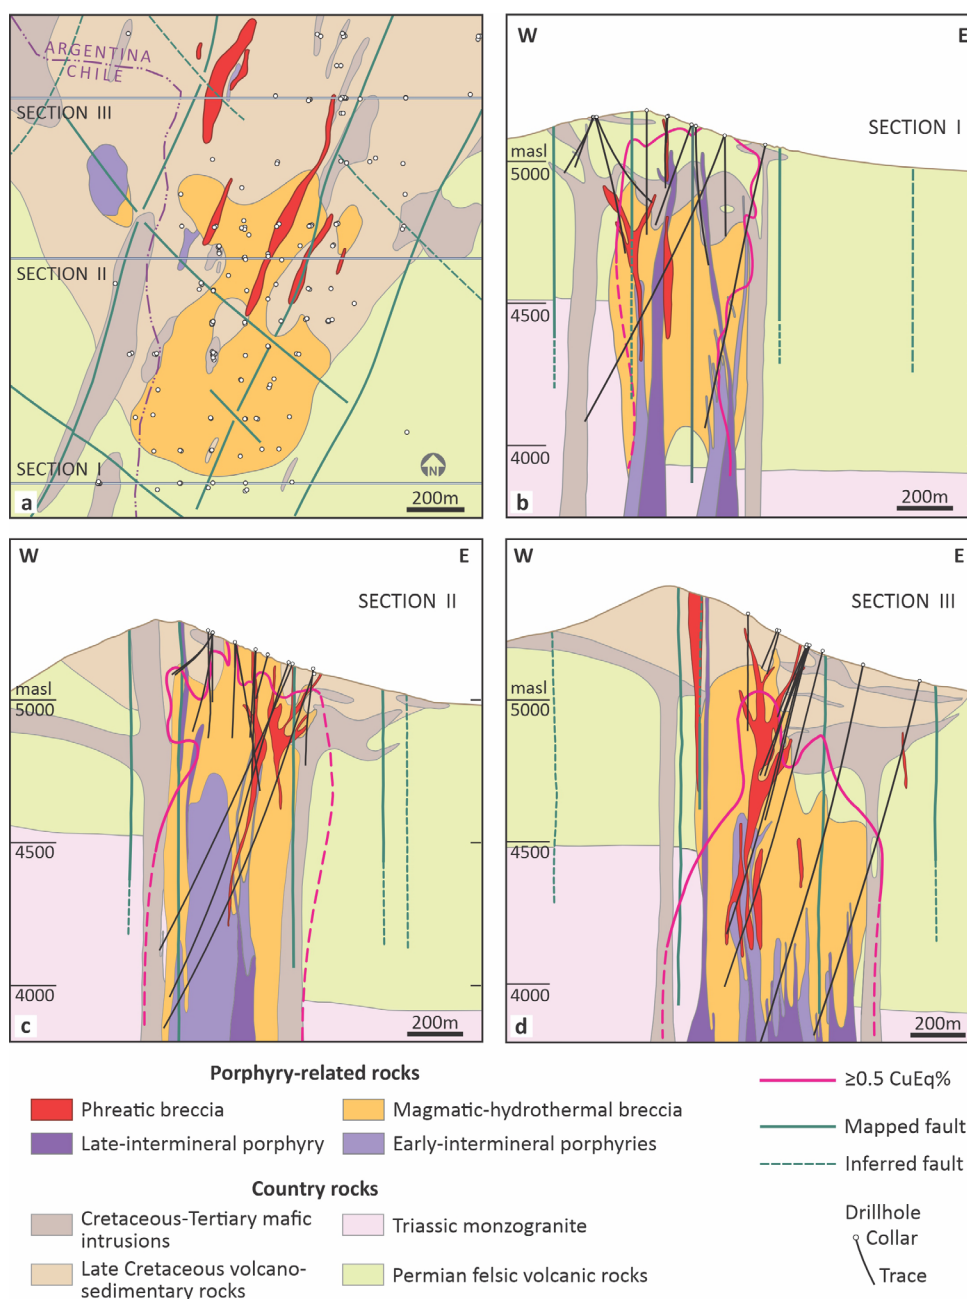 ARGENTINA
CHILE
SECTION III
SECTION II
SECTION I
N
200m
a
W
E
SECTION I
masl
5000
4500
4000
200m
b
W
E
SECTION II
masl
5000
4500
4000
200m
c
W
E
SECTION III
masl
5000
4500
4000
200m
d
Porphyry-related rocks
Phreatic breccia
Magmatic-hydrothermal breccia
Late-intermineral porphyry
Early-intermineral porphyries
Country rocks
Cretaceous-Tertiary mafic
intrusions
Triassic monzogranite
Late Cretaceous volcano-
sedimentary rocks
Permian felsic volcanic rocks
≥0.5 CuEq%
Mapped fault
Inferred fault
Drillhole
Collar
Trace